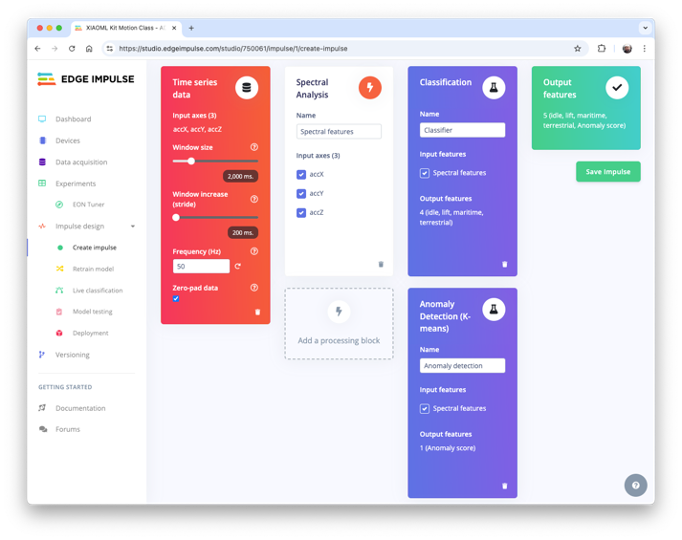 XIAOML Kit Motion Class - 
https://studio.edgeimpulse.com/studio/750061/impulse/1/create-impulse
EDGE IMPULSE
Dashboard
Devices
Data acquisition
Experiments
EON Tuner
Impulse design
Create impulse
Retrain model
Live classification
Model testing
Deployment
Versioning
GETTING STARTED
Documentation
Forums
Time series
data
Input axes (3)
accX, accY, accZ
Window size
2,000 ms.
Window increase
(stride)
200 ms.
Frequency (Hz)
50
Zero-pad data
Spectral
Analysis
Name
Spectral features
Input axes (3)
accX
accY
accZ
Add a processing block
Classification
Name
Classifier
Input features
Spectral features
Output features
4 (idle, lift, maritime,
terrestrial)
Anomaly
Detection (K-
means)
Name
Anomaly detection
Input features
Spectral features
Output features
1 (Anomaly score)
Output
features
5 (idle, lift, maritime,
terrestrial, Anomaly score)
Save Impulse